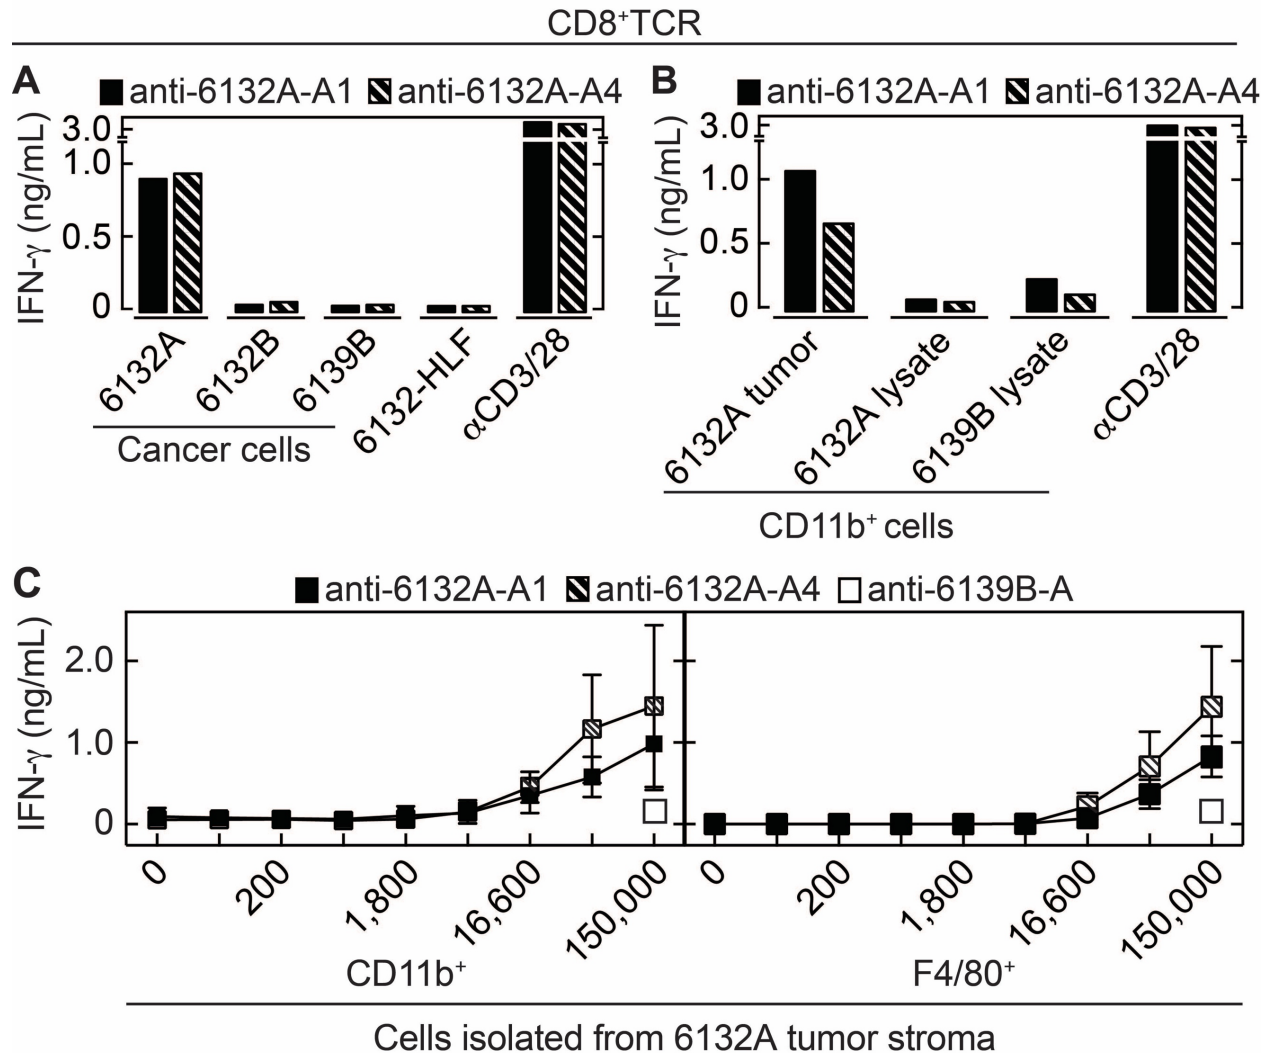 CD8⁺TCR
A
anti-6132A-A1 anti-6132A-A4
IFN-γ (ng/mL)
3.0
1.0
0.5
0
6132A
6132B
6139B
6132-HLF
αCD3/28
Cancer cells
B
anti-6132A-A1 anti-6132A-A4
IFN-γ (ng/mL)
3.0
1.0
0.5
0
6132A tumor
6132A lysate
6139B lysate
αCD3/28
CD11b⁺ cells
C
anti-6132A-A1 anti-6132A-A4 anti-6139B-A
IFN-γ (ng/mL)
2.0
1.0
0
0
200
1,800
16,600
150,000
0
200
1,800
16,600
150,000
CD11b⁺
F4/80⁺
Cells isolated from 6132A tumor stroma